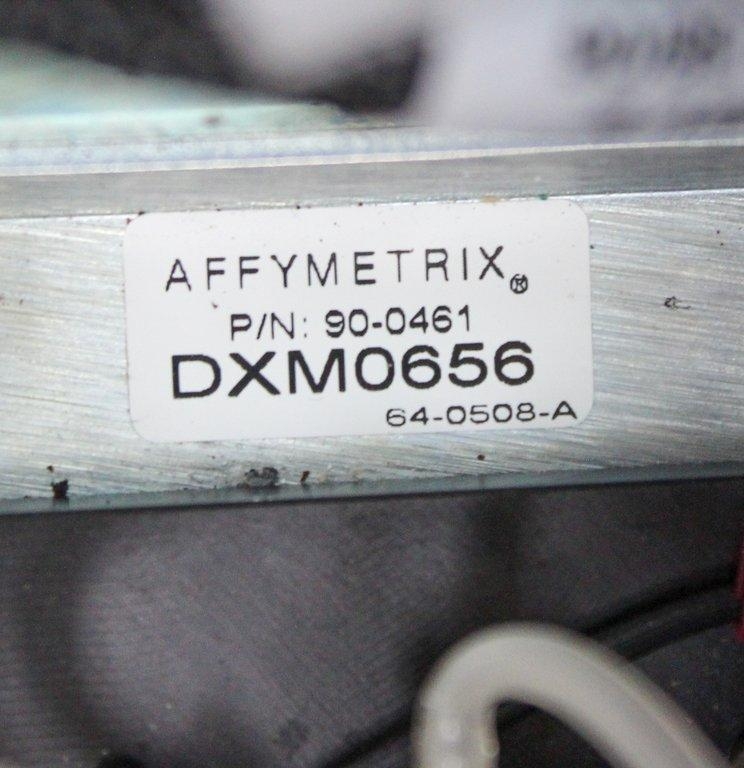 AFFYMETRIX®
P/N: 90-0461
DXM0656
64-0508-A